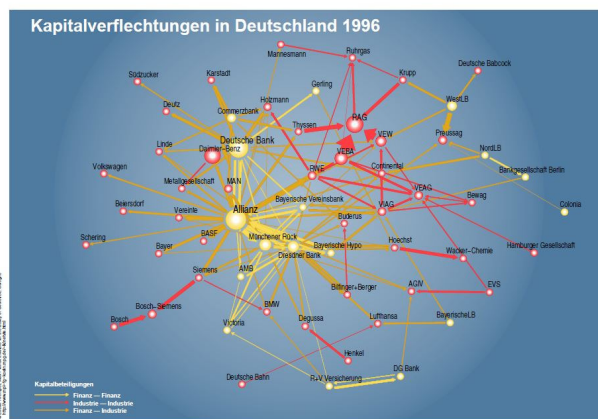 Kapitalverflechtungen in Deutschland 1996
Mannesmann
Ruhrgas
Südzucker
Karstadt
Krupp
Deutsche Babcock
Gerling
Deutz
Holzmann
WestLB
Commerzbank
RAG
Thyssen
Linde
Deutsche Bank
VEW
Preussag
Daimler-Benz
VEBA
NordLB
Volkswagen
RWE
Continental
Bankgesellschaft Berlin
Metallgesellschaft
MAN
VEAG
Bewag
Bayerische Vereinsbank
Beiersdorf
Vereinte
Allianz
VIAG
Colonia
Buderus
BASF
Münchener Rück
Schering
Bayer
Dresdner Bank
Bayerische Hypo
Hoechst
Wacker-Chemie
Hamburger Gesellschaft
Siemens
AMB
Bilfinger+Berger
AGIV
EVS
Bosch-Siemens
BMW
Bosch
Victoria
Degussa
Lufthansa
BayerischeLB
Henkel
Deutsche Bahn
R+V Versicherung
DG Bank
Kapitalbeteiligungen
Finanz — Finanz
Industrie — Industrie
Finanz — Industrie